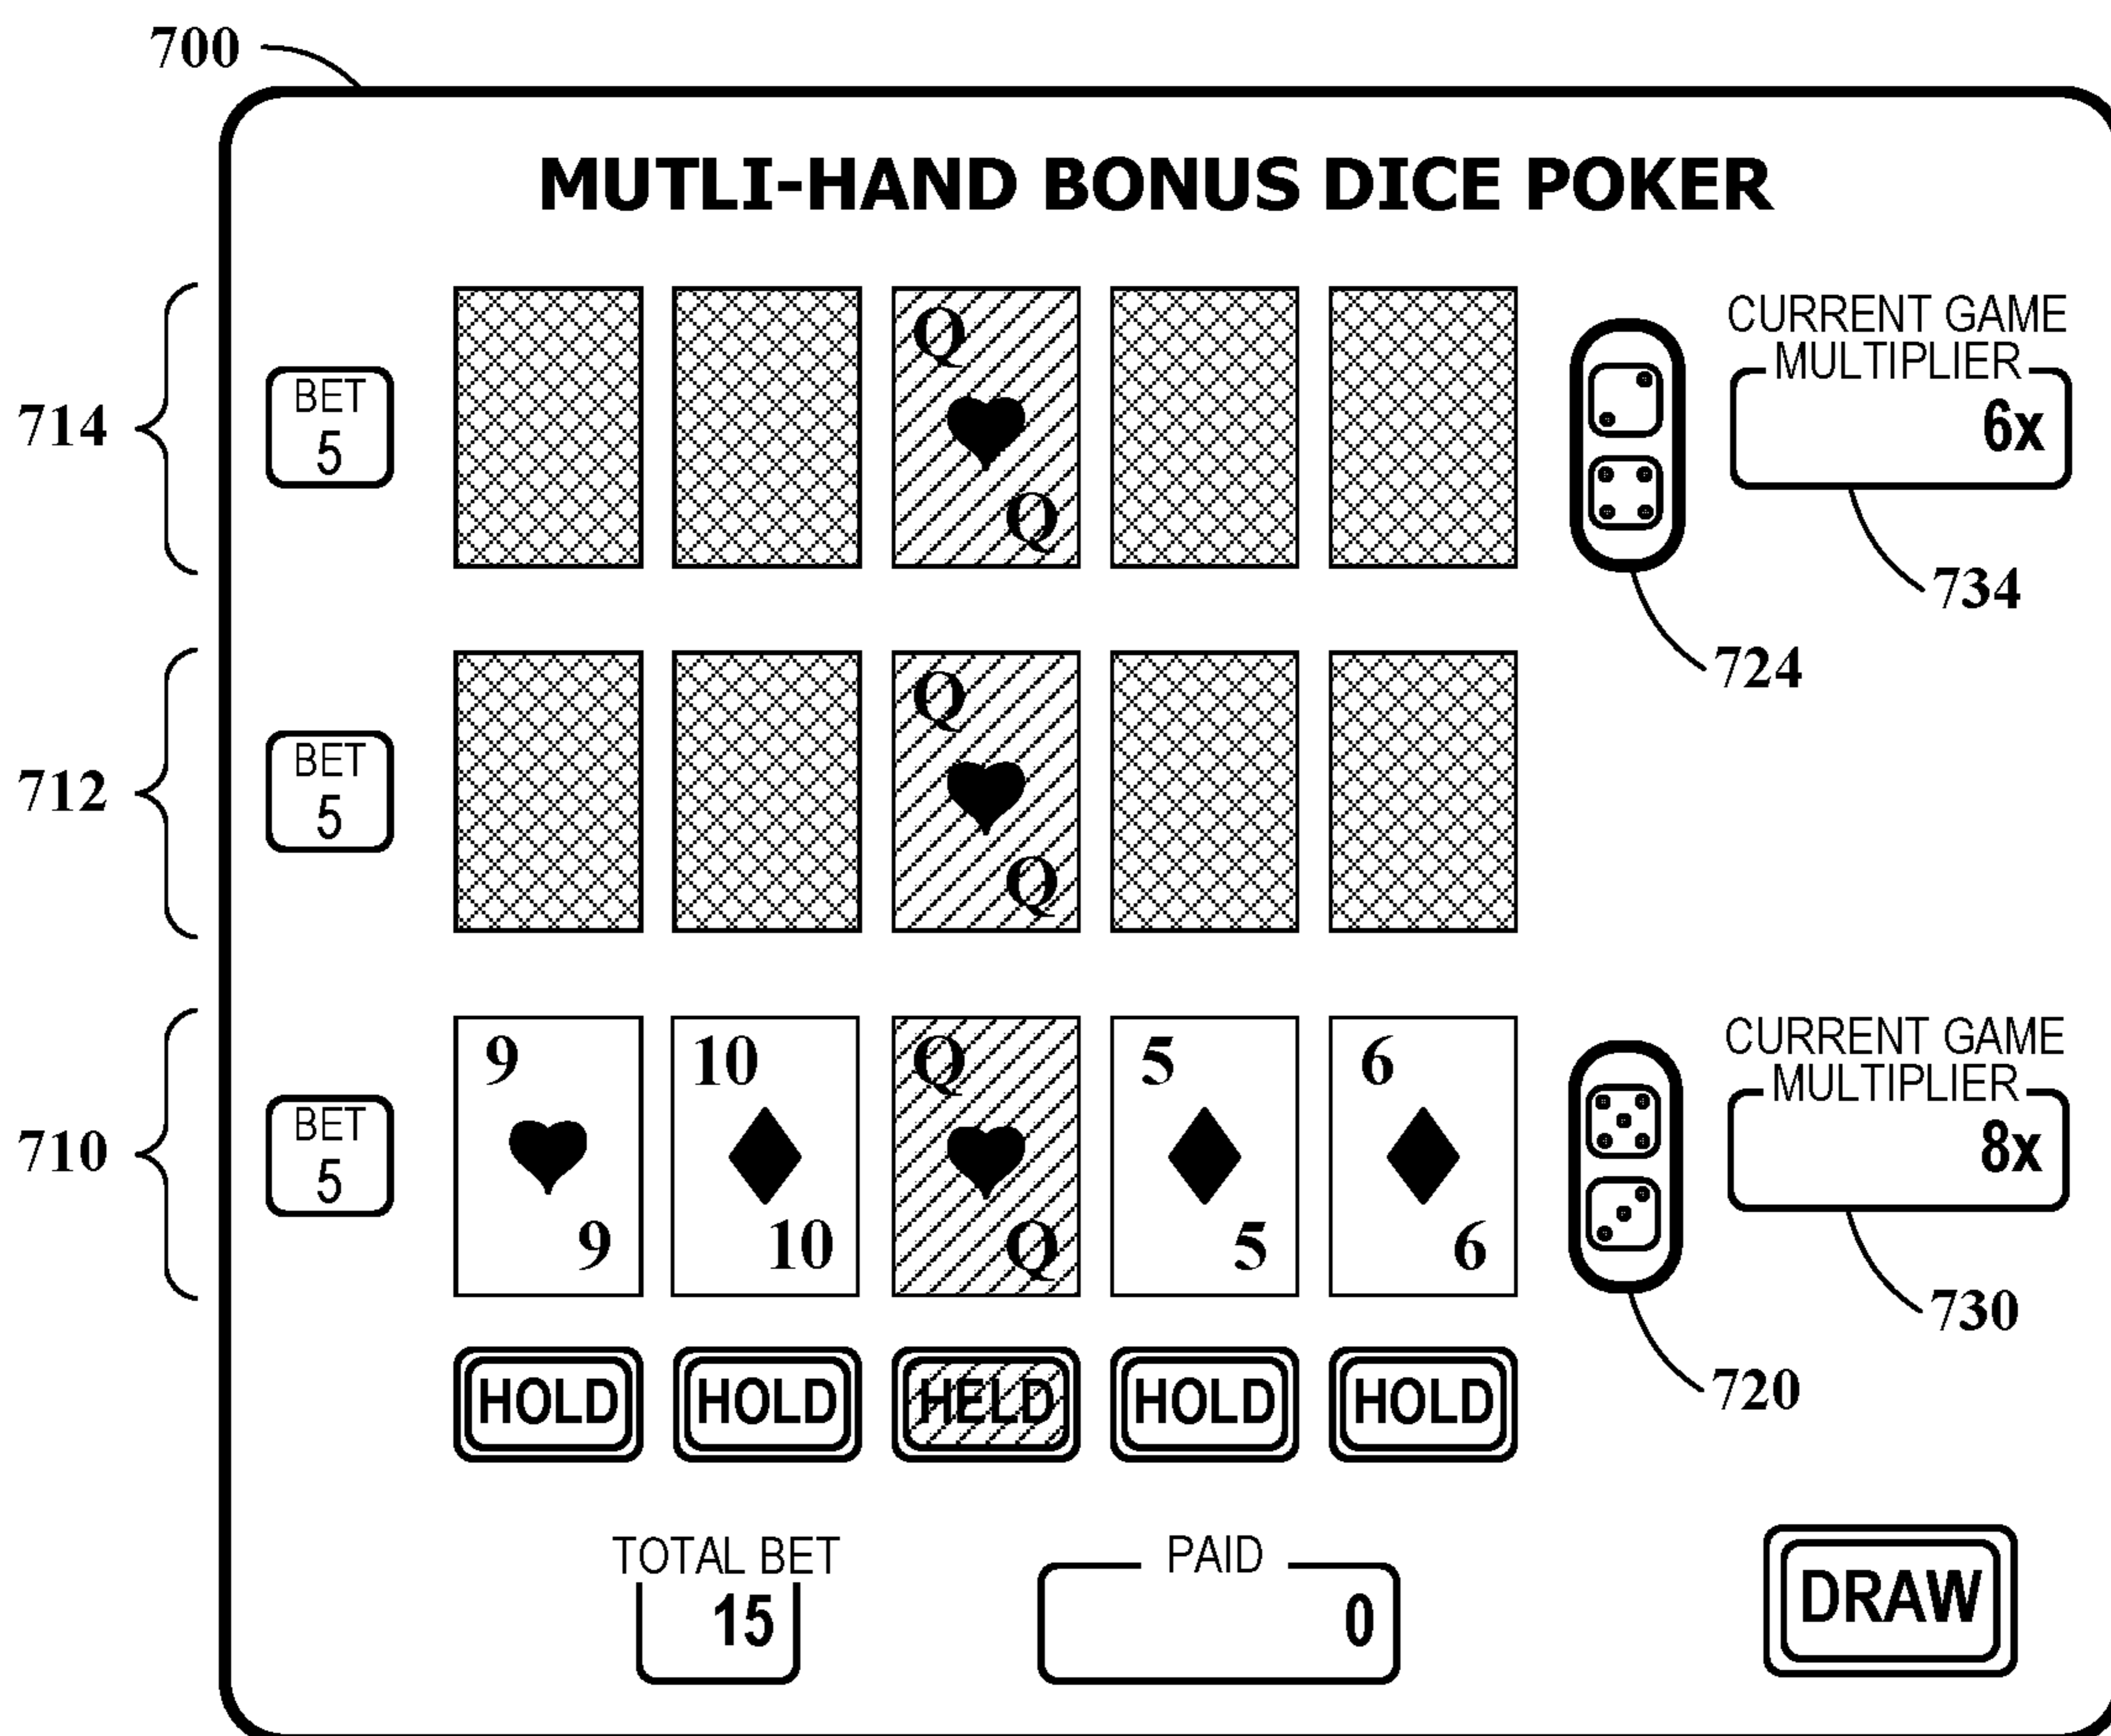 700
MUTLI-HAND BONUS DICE POKER
714
BET
5
Q
Q
CURRENT GAME
MULTIPLIER
6x
734
724
712
BET
5
Q
Q
710
BET
5
9 10 Q 5 6
9 10 Q 5 6
CURRENT GAME
MULTIPLIER
8x
730
720
HOLD HOLD HELD HOLD HOLD
TOTAL BET
15
PAID
0
DRAW